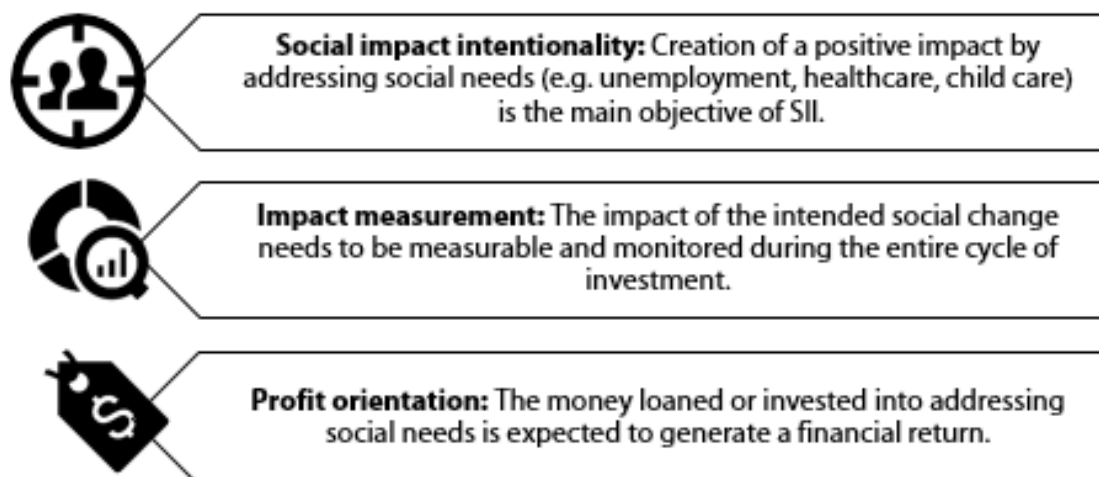 Social impact intentionality: Creation of a positive impact by
addressing social needs (e.g. unemployment, healthcare, child care)
is the main objective of SII.
Impact measurement: The impact of the intended social change
needs to be measurable and monitored during the entire cycle of
investment.
Profit orientation: The money loaned or invested into addressing
social needs is expected to generate a financial return.
$